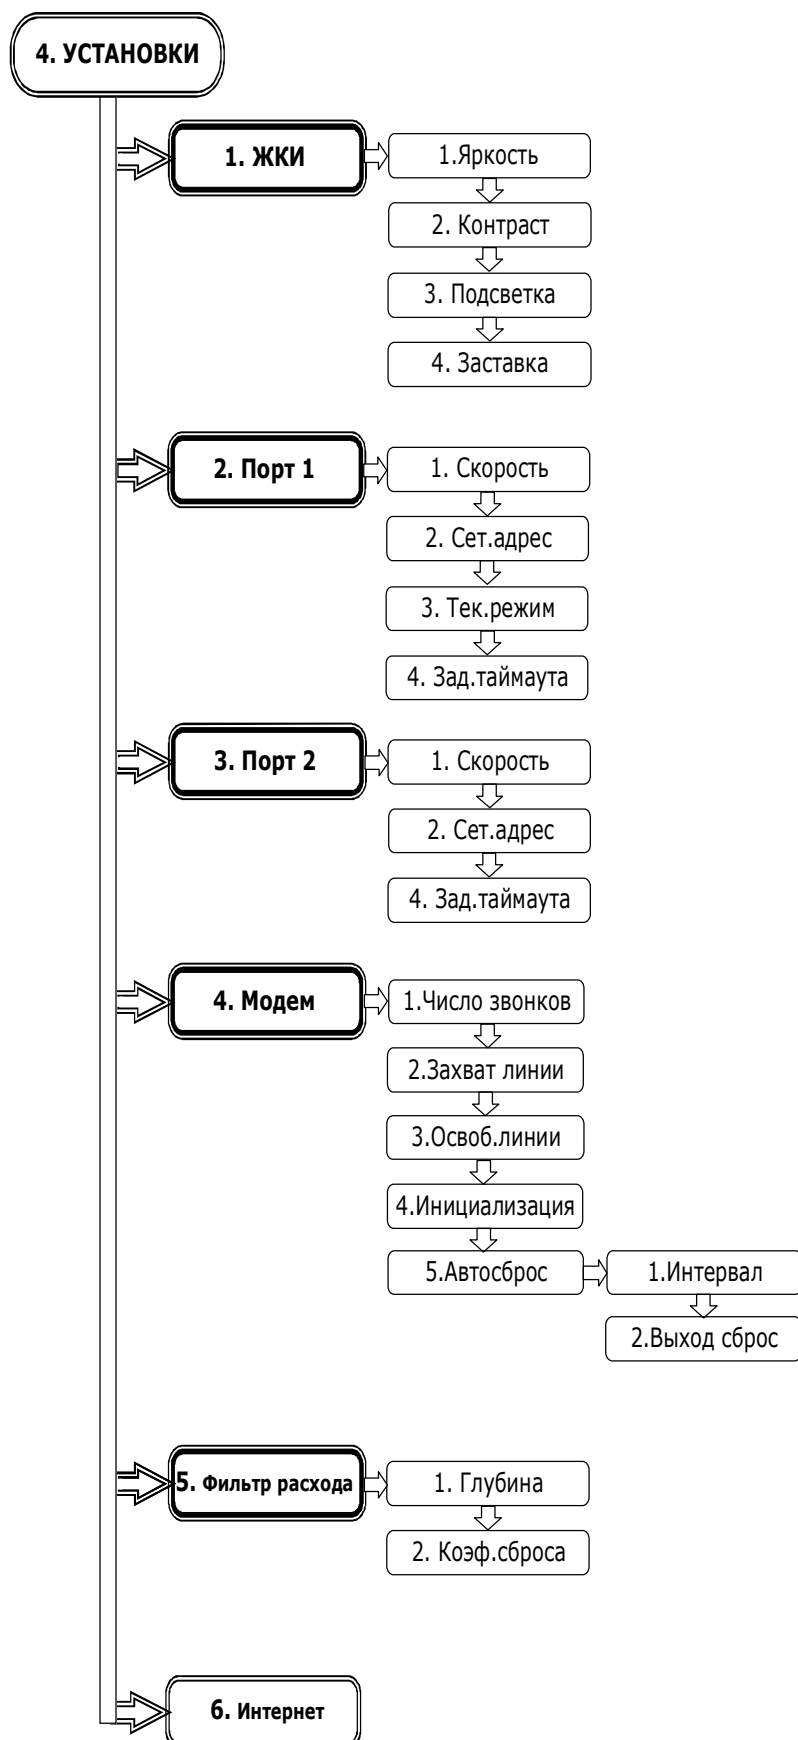 4. УСТАНОВКИ
1. ЖКИ
1.Яркость
2. Контраст
3. Подсветка
4. Заставка
2. Порт 1
1. Скорость
2. Сет.адрес
3. Тек.режим
4. Зад.таймаута
3. Порт 2
1. Скорость
2. Сет.адрес
4. Зад.таймаута
4. Модем
1.Число звонков
2.Захват линии
3.Освоб.линии
4.Инициализация
5.Автосброс
1.Интервал
2.Выход сброс
5. Фильтр расхода
1. Глубина
2. Коэф.сброса
6. Интернет